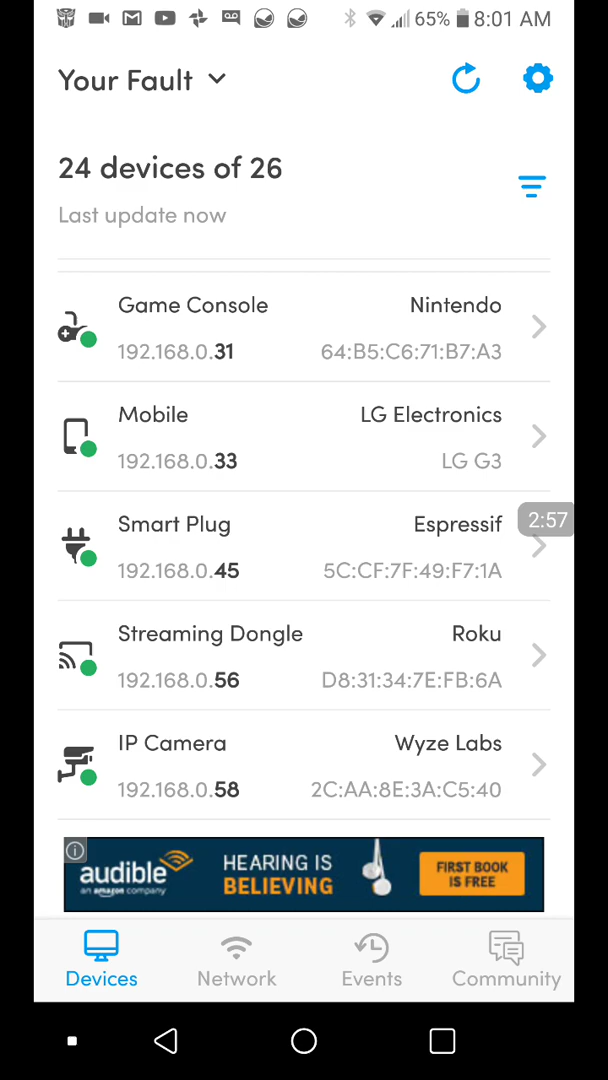 65% 8:01 AM
Your Fault
24 devices of 26
Last update now
Game Console Nintendo
192.168.0.31 64:B5:C6:71:B7:A3
Mobile LG Electronics
192.168.0.33 LG G3
2:57
Smart Plug Espressif
192.168.0.45 5C:CF:7F:49:F7:1A
Streaming Dongle Roku
192.168.0.56 D8:31:34:7E:FB:6A
IP Camera Wyze Labs
192.168.0.58 2C:AA:8E:3A:C5:40
audible
an amazon company
HEARING IS
BELIEVING
FIRST BOOK
IS FREE
Devices Network Events Community